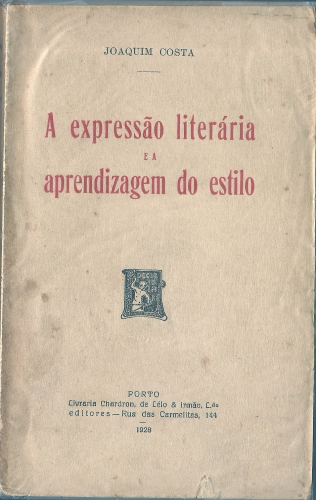 JOAQUIM COSTA
A expressão literária
E A
aprendizagem do estilo
PORTO
Livraria Chardron, de Lélo & Irmão, L.da
editores — Rua das Carmelitas, 144
1928